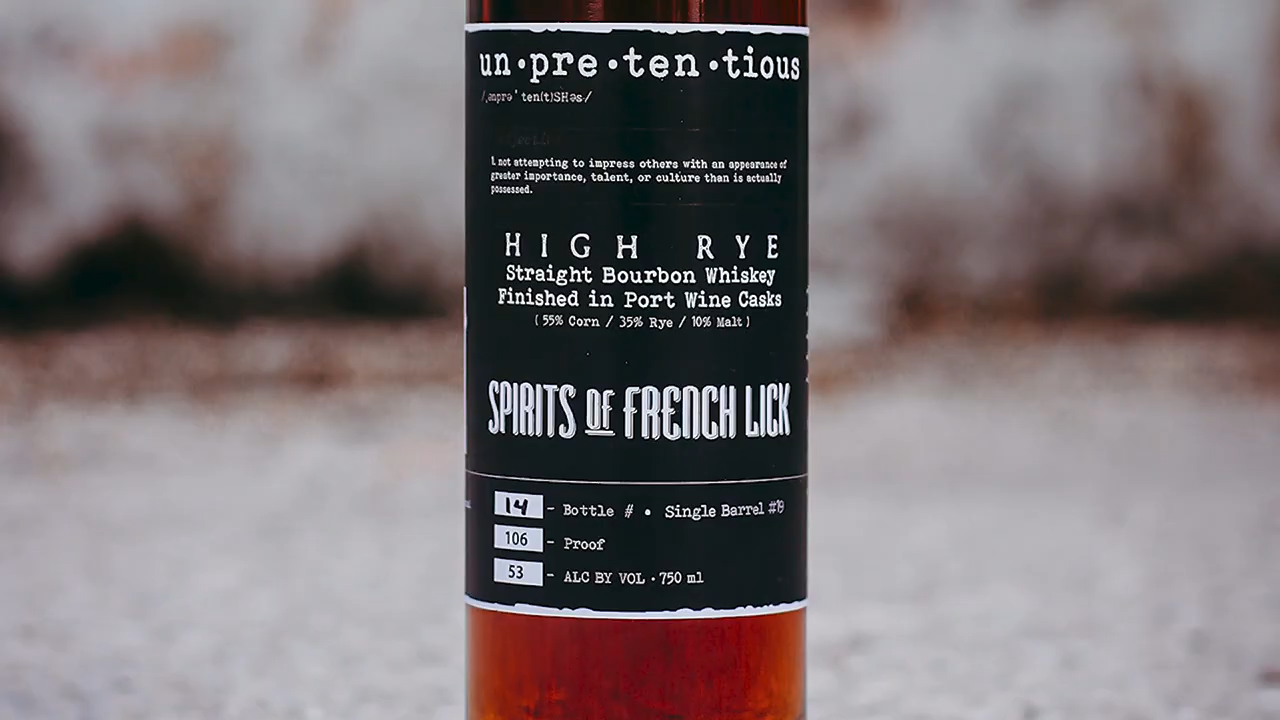 un·pre·ten·tious
/ˌənprəˈten(t)SHəs/
1. not attempting to impress others with an appearance of
greater importance, talent, or culture than is actually
possessed.
HIGH RYE
Straight Bourbon Whiskey
Finished in Port Wine Casks
( 55% Corn / 35% Rye / 10% Malt )
SPIRITS OF FRENCH LICK
14 - Bottle # • Single Barrel #19
106 - Proof
53 - ALC BY VOL · 750 ml